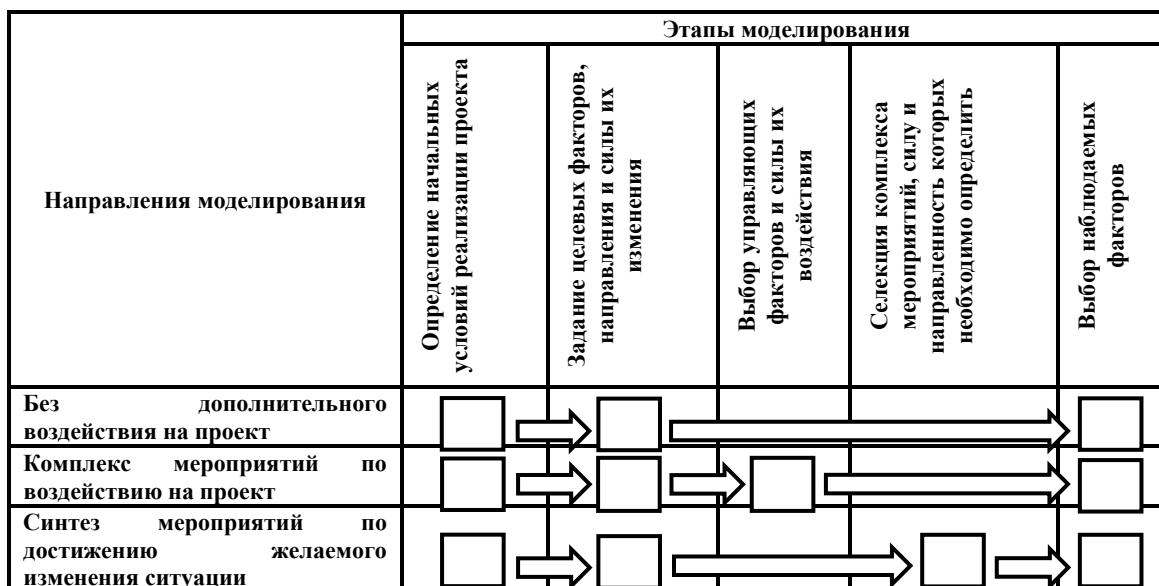 Этапы моделирования
Направления моделирования
Определение начальных
условий реализации проекта
Задание целевых факторов,
направления и силы их
изменения
Выбор управляющих
факторов и силы их
воздействия
Селекция комплекса
мероприятий, силу и
направленность которых
необходимо определить
Выбор наблюдаемых
факторов
Без дополнительного
воздействия на проект
Комплекс мероприятий по
воздействию на проект
Синтез мероприятий по
достижению желаемого
изменения ситуации